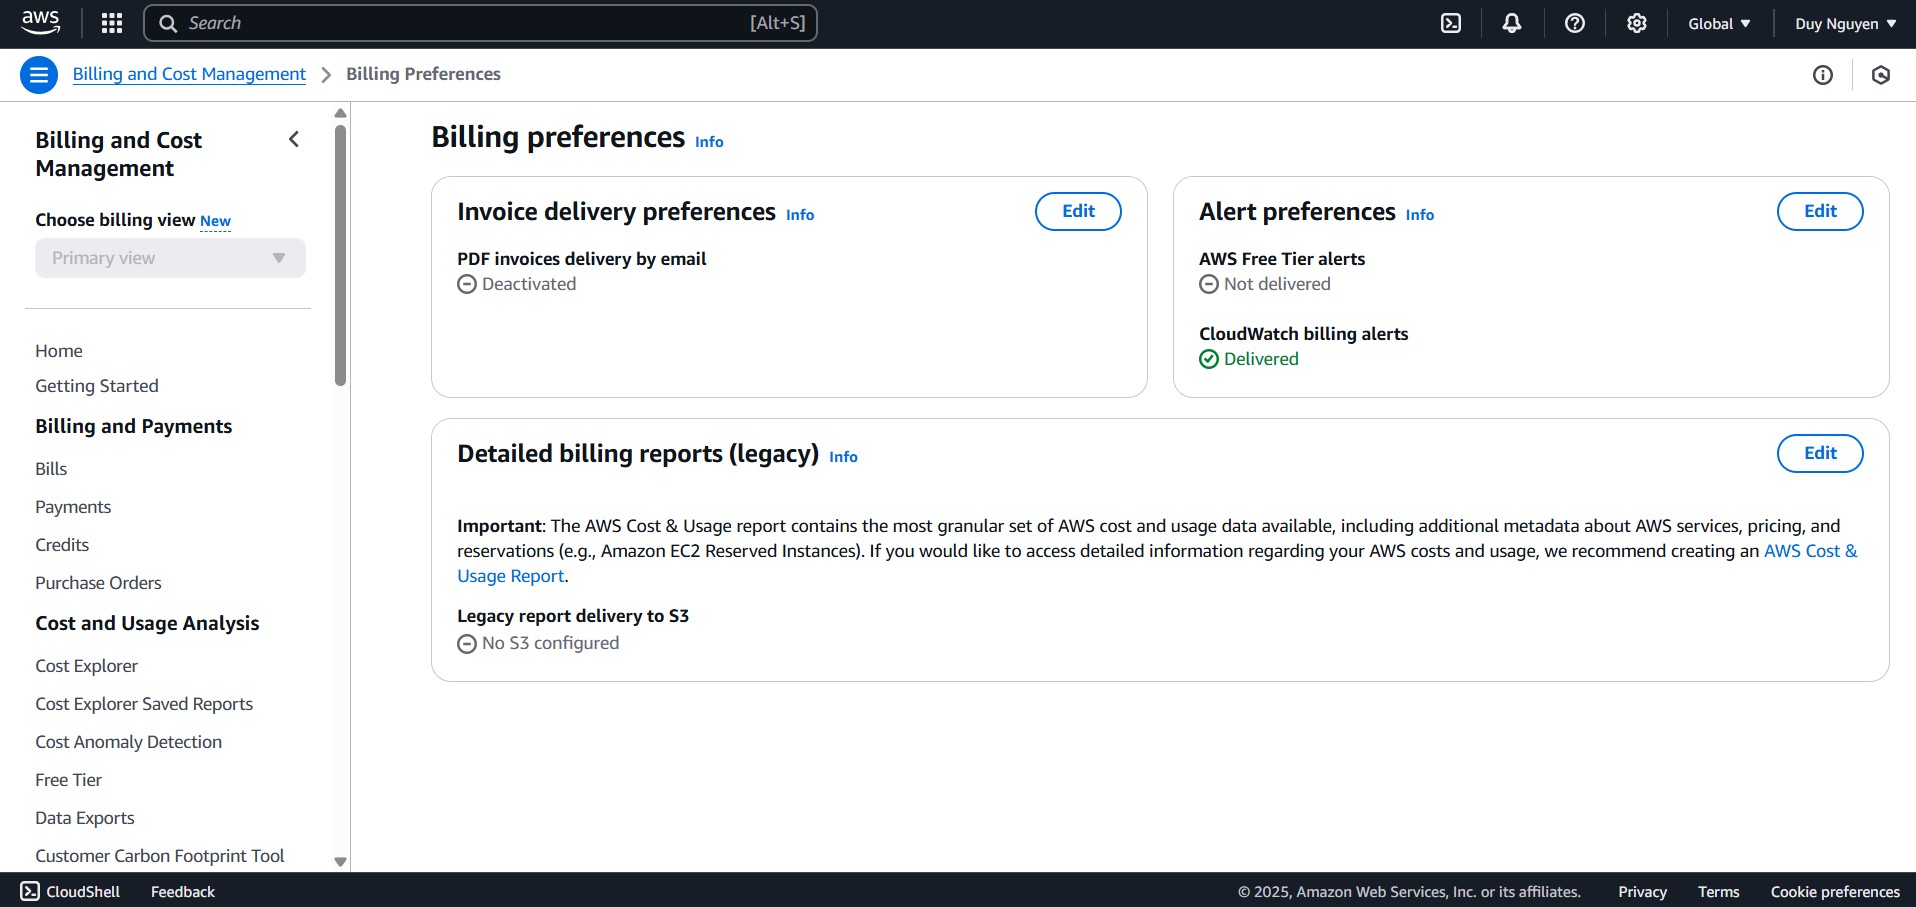 aws
Search [Alt+S]
Global
Duy Nguyen
Billing and Cost Management > Billing Preferences
Billing and Cost
Management
Choose billing view New
Primary view
Home
Getting Started
Billing and Payments
Bills
Payments
Credits
Purchase Orders
Cost and Usage Analysis
Cost Explorer
Cost Explorer Saved Reports
Cost Anomaly Detection
Free Tier
Data Exports
Customer Carbon Footprint Tool
Billing preferences Info
Invoice delivery preferences Info
Edit
PDF invoices delivery by email
Deactivated
Alert preferences Info
Edit
AWS Free Tier alerts
Not delivered
CloudWatch billing alerts
Delivered
Detailed billing reports (legacy) Info
Edit
Important: The AWS Cost & Usage report contains the most granular set of AWS cost and usage data available, including additional metadata about AWS services, pricing, and
reservations (e.g., Amazon EC2 Reserved Instances). If you would like to access detailed information regarding your AWS costs and usage, we recommend creating an AWS Cost &
Usage Report.
Legacy report delivery to S3
No S3 configured
CloudShell
Feedback
© 2025, Amazon Web Services, Inc. or its affiliates.
Privacy
Terms
Cookie preferences